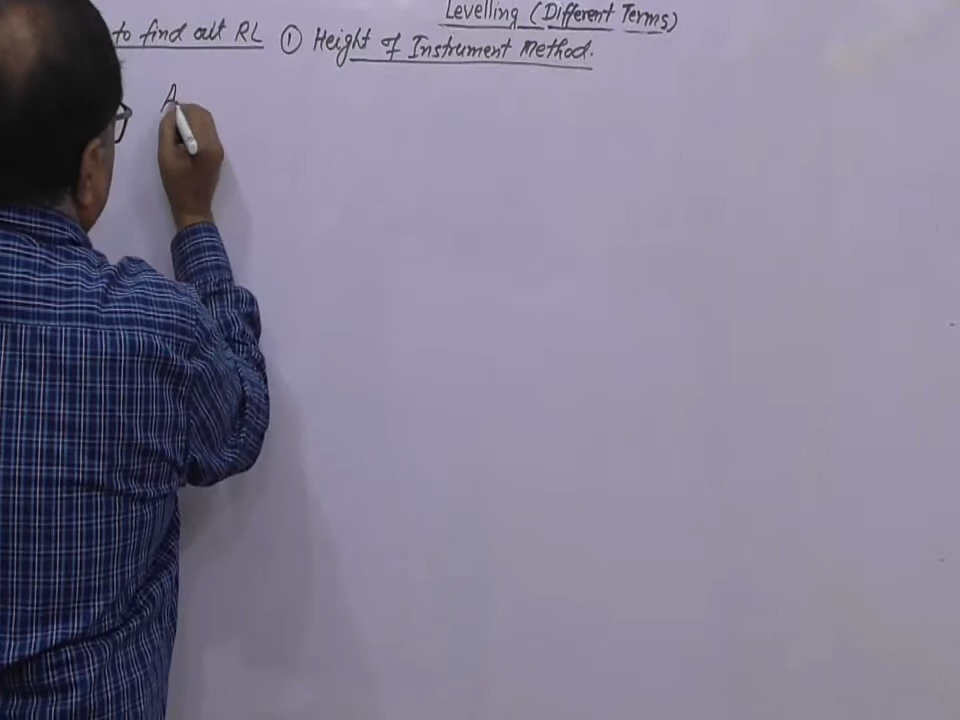 Levelling (Different Terms)
to find out RL ① Height of Instrument Method.
A